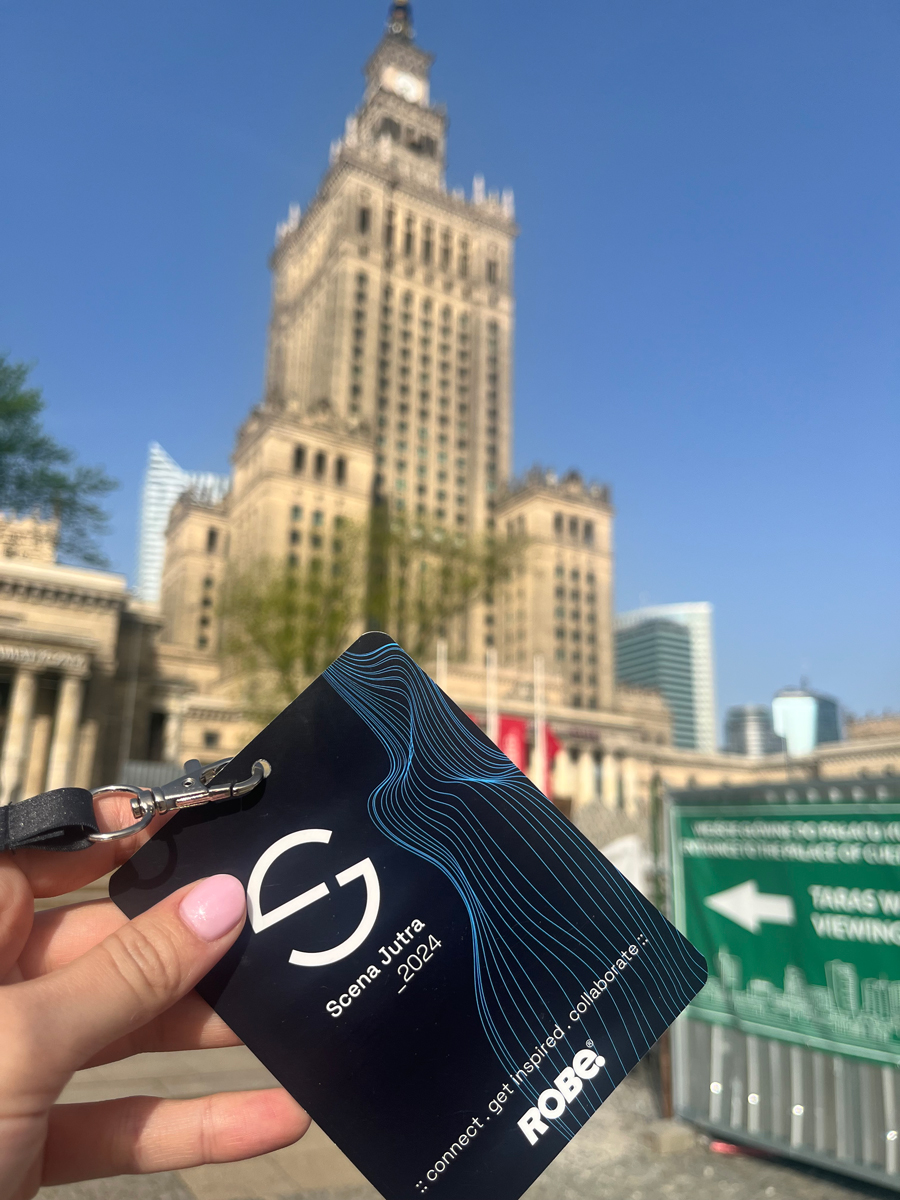 Scena Jutra
_2024
:: connect . get inspired . collaborate ::
ROBE®
TARAS
VIEWING